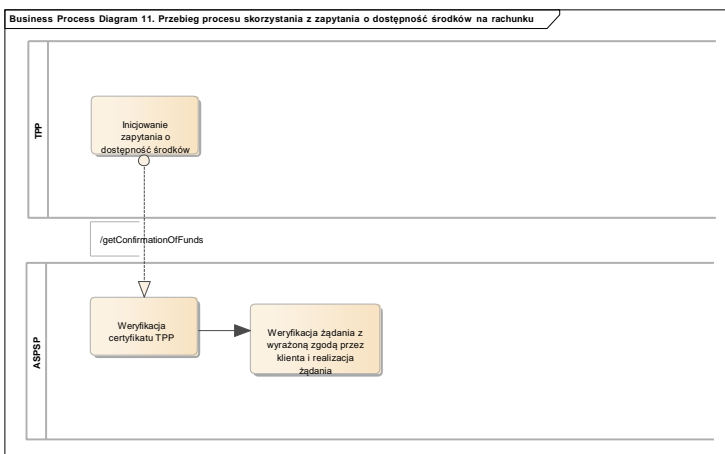 Business Process Diagram 11. Przebieg procesu skorzystania z zapytania o dostępność środków na rachunku
TPP
Inicjowanie
zapytania o
dostępność środków
/getConfirmationOfFunds
ASPSP
Weryfikacja
certyfikatu TPP
Weryfikacja żądania z
wyrażoną zgodą przez
klienta i realizacja
żądania